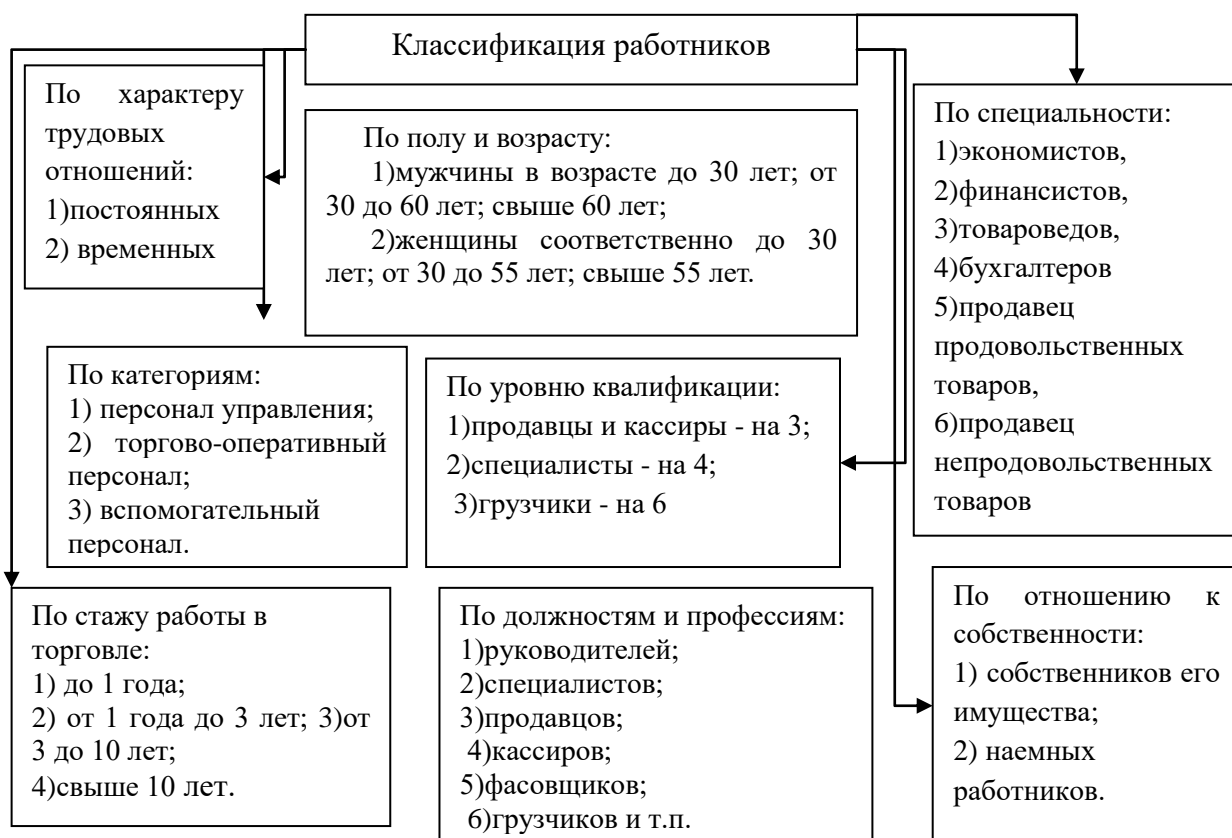 Классификация работников
По характеру
трудовых
отношений:
1)постоянных
2) временных
По полу и возрасту:
1)мужчины в возрасте до 30 лет; от
30 до 60 лет; свыше 60 лет;
2)женщины соответственно до 30
лет; от 30 до 55 лет; свыше 55 лет.
По специальности:
1)экономистов,
2)финансистов,
3)товароведов,
4)бухгалтеров
5)продавец
продовольственных
товаров,
6)продавец
непродовольственных
товаров
По категориям:
1) персонал управления;
2) торгово-оперативный
персонал;
3) вспомогательный
персонал.
По уровню квалификации:
1)продавцы и кассиры - на 3;
2)специалисты - на 4;
3)грузчики - на 6
По стажу работы в
торговле:
1) до 1 года;
2) от 1 года до 3 лет; 3)от
3 до 10 лет;
4)свыше 10 лет.
По должностям и профессиям:
1)руководителей;
2)специалистов;
3)продавцов;
4)кассиров;
5)фасовщиков;
6)грузчиков и т.п.
По отношению к
собственности:
1) собственников его
имущества;
2) наемных
работников.